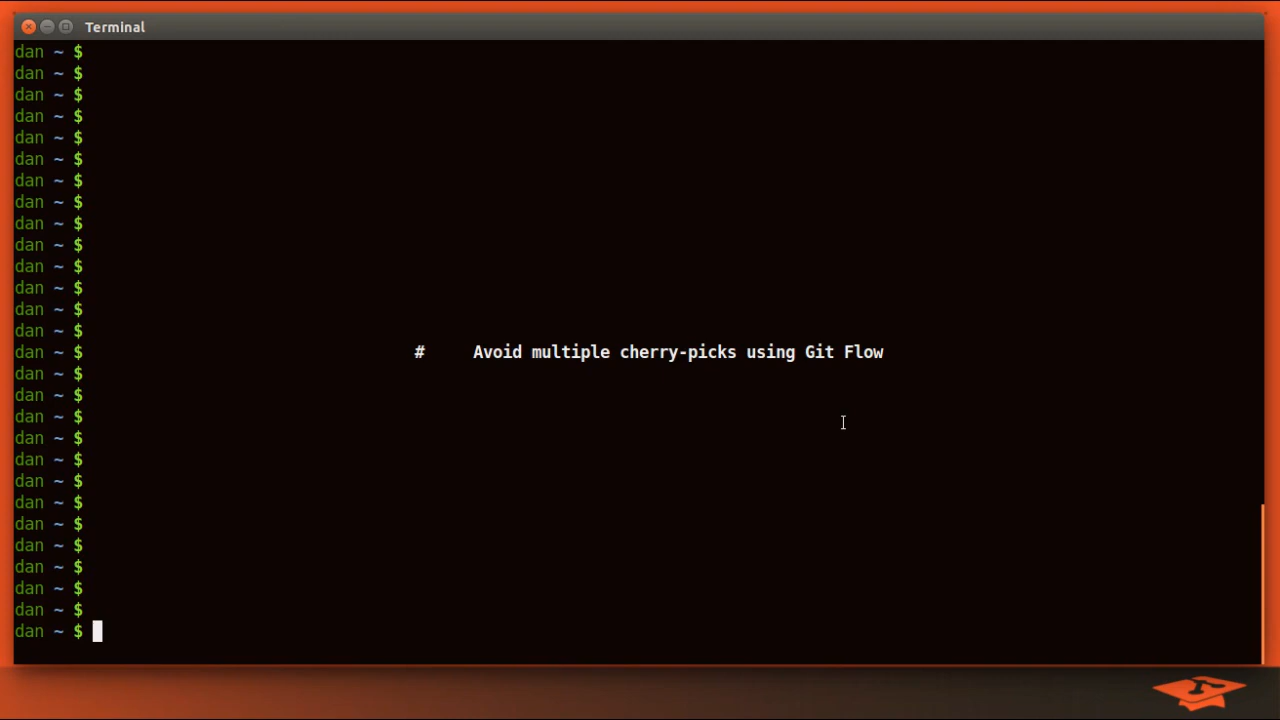 Terminal
dan ~ $
dan ~ $
dan ~ $
dan ~ $
dan ~ $
dan ~ $
dan ~ $
dan ~ $
dan ~ $
dan ~ $
dan ~ $
dan ~ $
dan ~ $
dan ~ $
dan ~ $ # Avoid multiple cherry-picks using Git Flow
dan ~ $
dan ~ $
dan ~ $
dan ~ $
dan ~ $
dan ~ $
dan ~ $
dan ~ $
dan ~ $
dan ~ $
dan ~ $
dan ~ $
dan ~ $